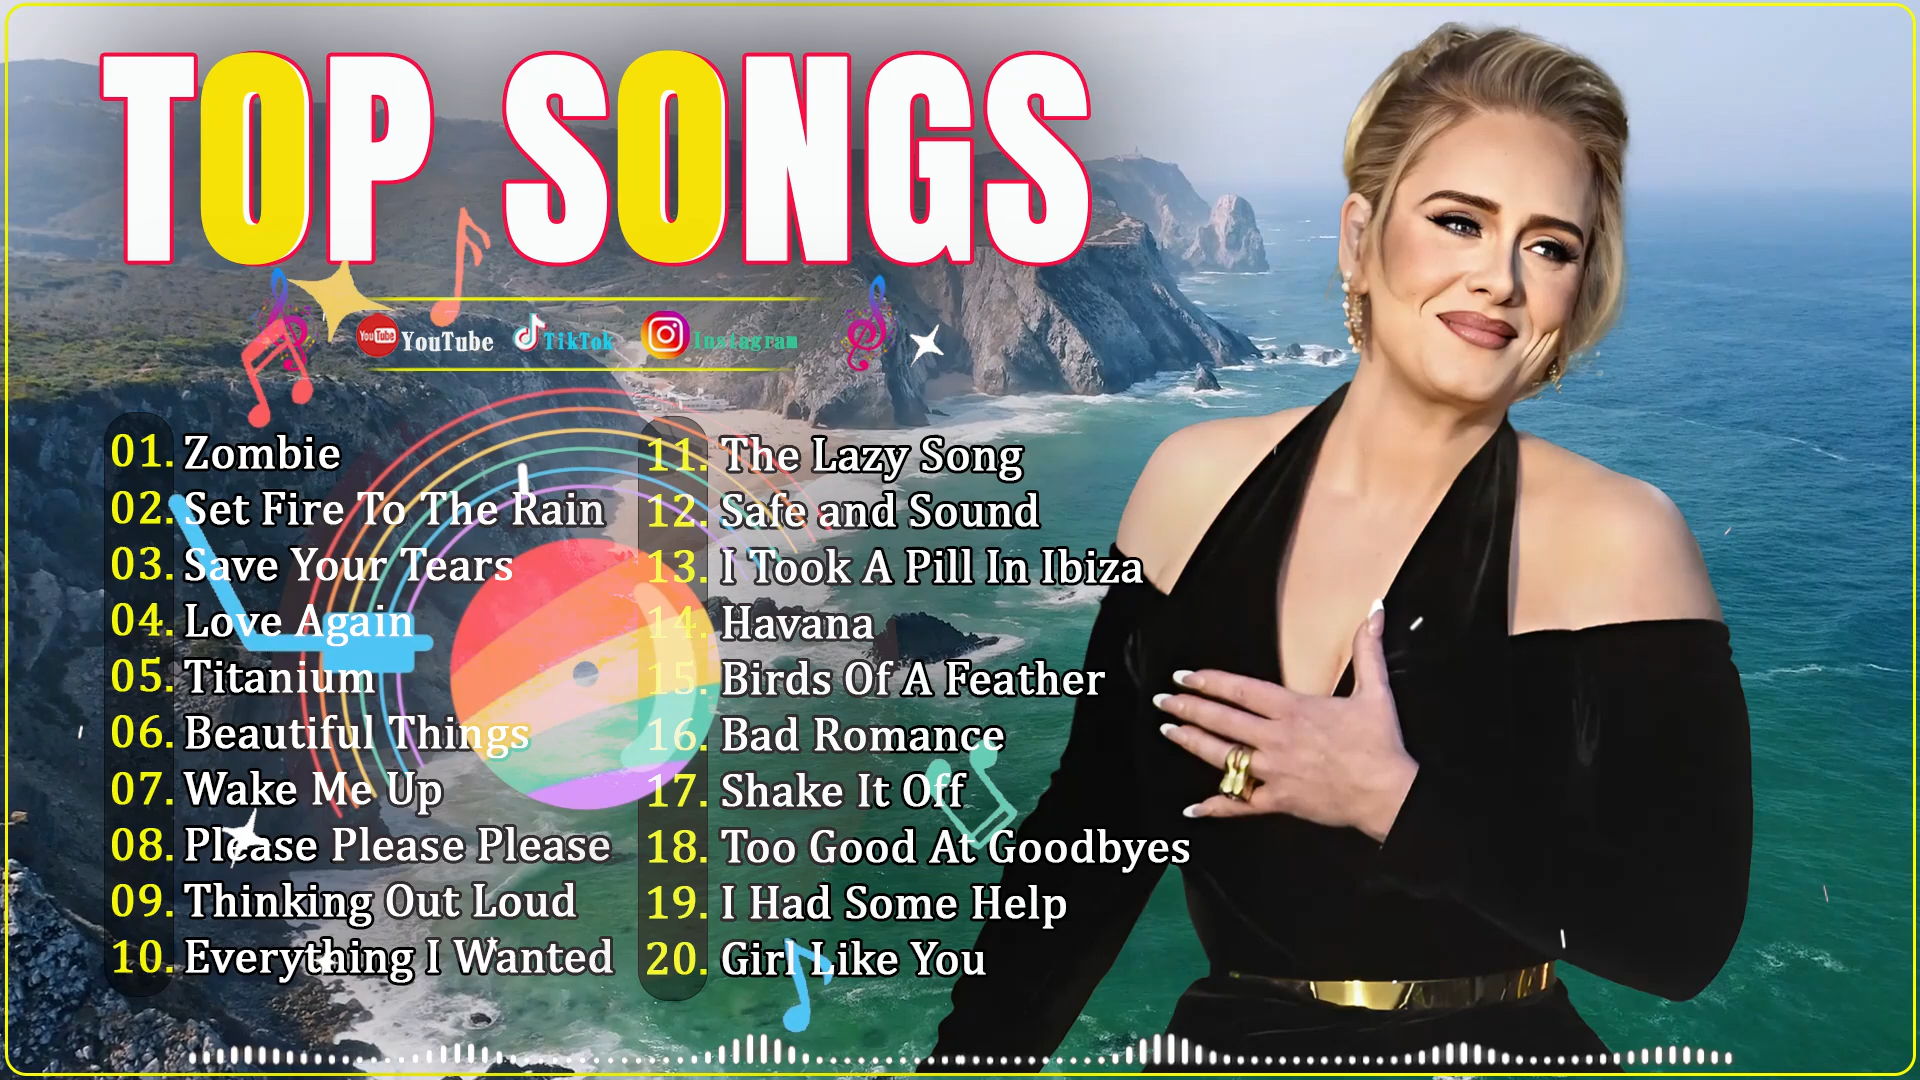 TOP SONGS
YouTube YouTube TikTok Instagram
01. Zombie
02. Set Fire To The Rain
03. Save Your Tears
04. Love Again
05. Titanium
06. Beautiful Things
07. Wake Me Up
08. Please Please Please
09. Thinking Out Loud
10. Everything I Wanted
11. The Lazy Song
12. Safe and Sound
13. I Took A Pill In Ibiza
14. Havana
15. Birds Of A Feather
16. Bad Romance
17. Shake It Off
18. Too Good At Goodbyes
19. I Had Some Help
20. Girl Like You